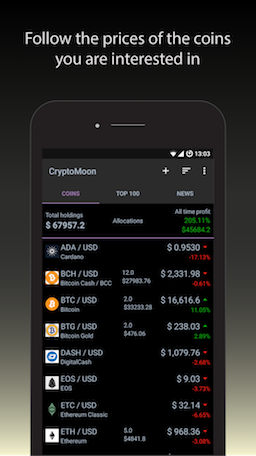 Follow the prices of the coins
you are interested in
13:03
CryptoMoon
COINS TOP 100 NEWS
Total holdings All time profit
$ 67957.2 Allocations 205.11%
$45684.2
ADA / USD $ 0.9530
Cardano -17.13%
BCH / USD 12.0 $ 2,331.98
Bitcoin Cash / BCC $27983.76 -0.61%
BTC / USD 2.0 $ 16,616.6
Bitcoin $33233.28 11.05%
BTG / USD 2.0 $ 238.03
Bitcoin Gold $476.06 2.89%
DASH / USD $ 1,079.76
DigitalCash -2.68%
EOS / USD $ 9.03
EOS -3.73%
ETC / USD $ 32.14
Ethereum Classic -6.65%
ETH / USD 5.0 $ 968.36
Ethereum $4841.8 -3.08%